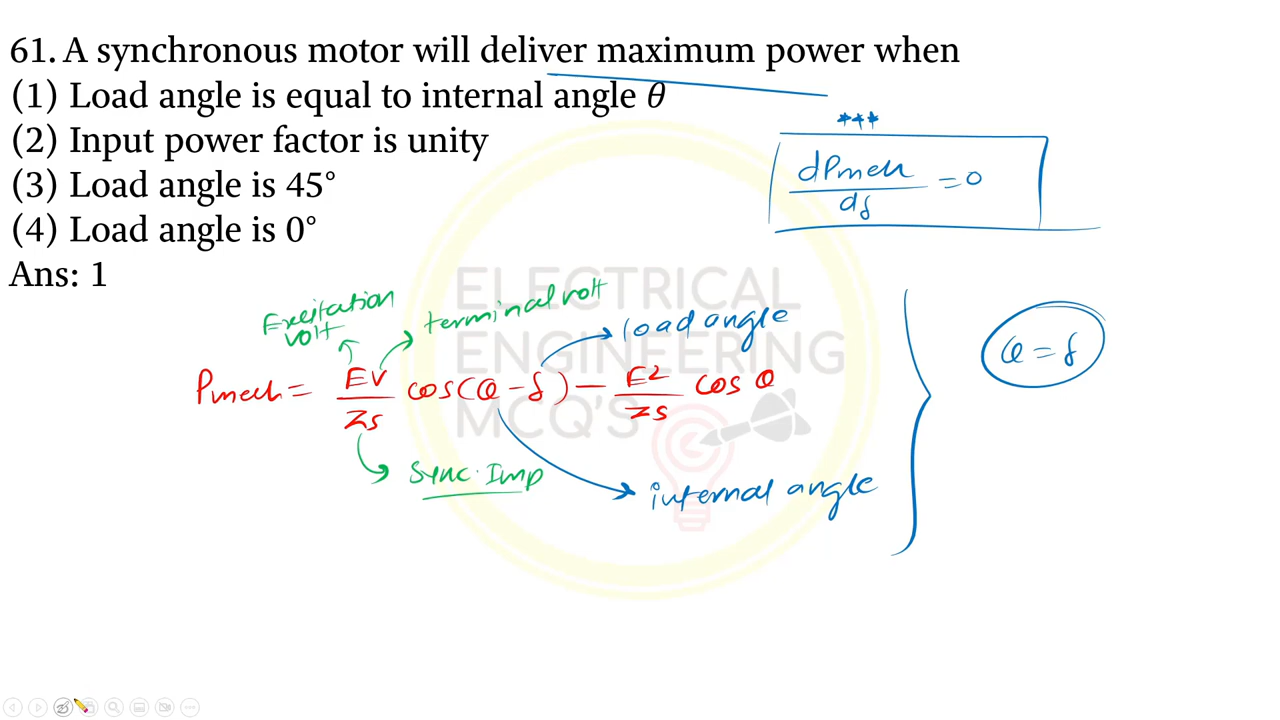 61. A synchronous motor will deliver maximum power when
(1) Load angle is equal to internal angle θ
(2) Input power factor is unity
(3) Load angle is 45°
(4) Load angle is 0°
Ans: 1
***
dPmech/dδ = 0
Excitation volt
terminal volt
load angle
θ = δ
Pmech = EV/Zs cos(θ - δ) - E²/Zs cos θ
Sync. Imp
internal angle
ELECTRICAL
ENGINEERING
MCQ'S